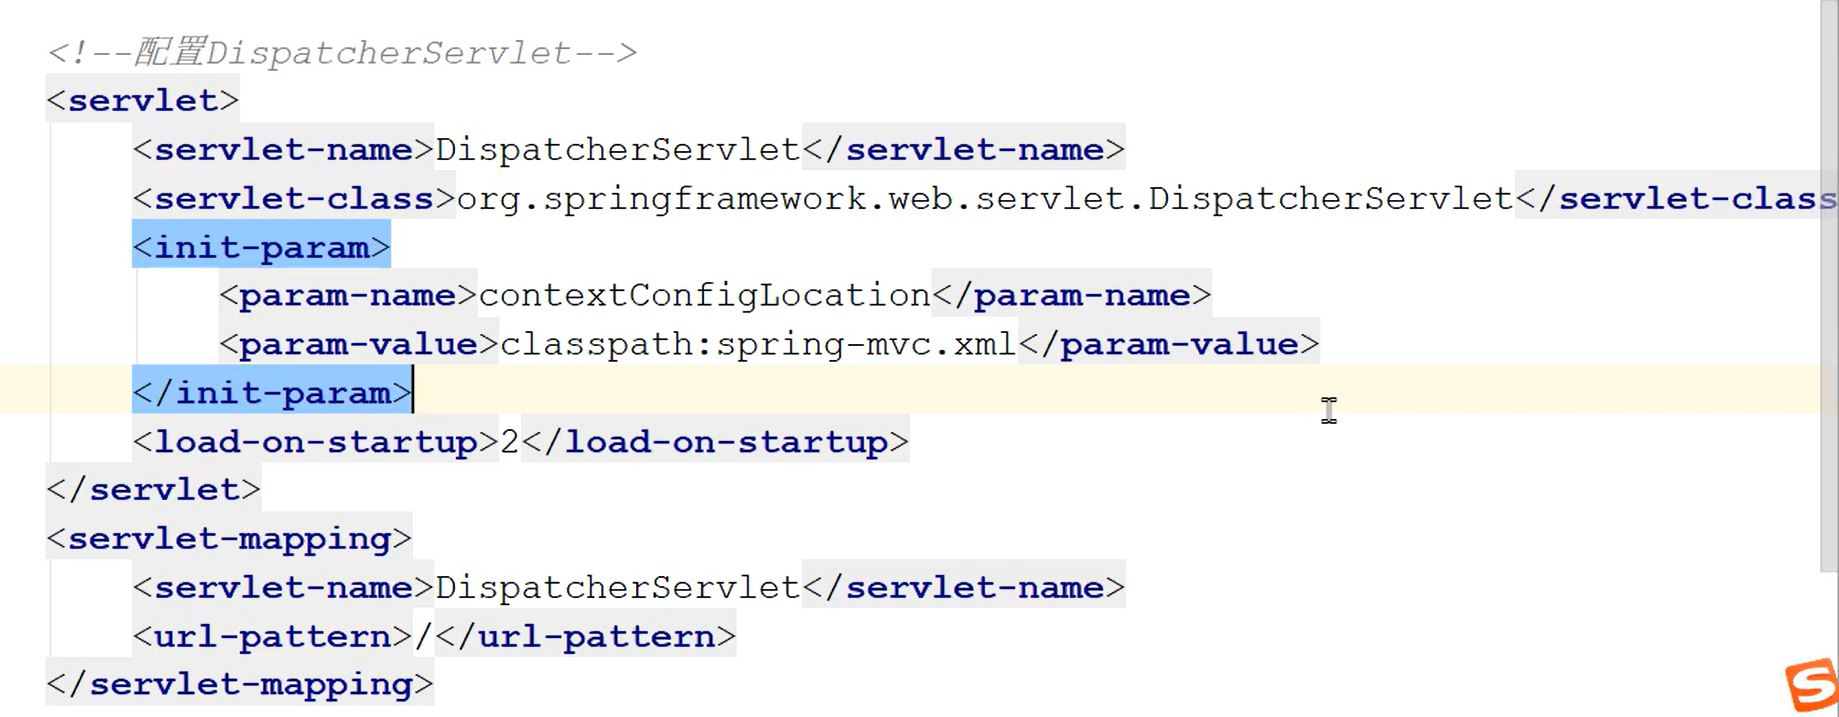 <!--配置DispatcherServlet-->
<servlet>
<servlet-name>DispatcherServlet</servlet-name>
<servlet-class>org.springframework.web.servlet.DispatcherServlet</servlet-class
<init-param>
<param-name>contextConfigLocation</param-name>
<param-value>classpath:spring-mvc.xml</param-value>
</init-param>
<load-on-startup>2</load-on-startup>
</servlet>
<servlet-mapping>
<servlet-name>DispatcherServlet</servlet-name>
<url-pattern>/</url-pattern>
</servlet-mapping>
S